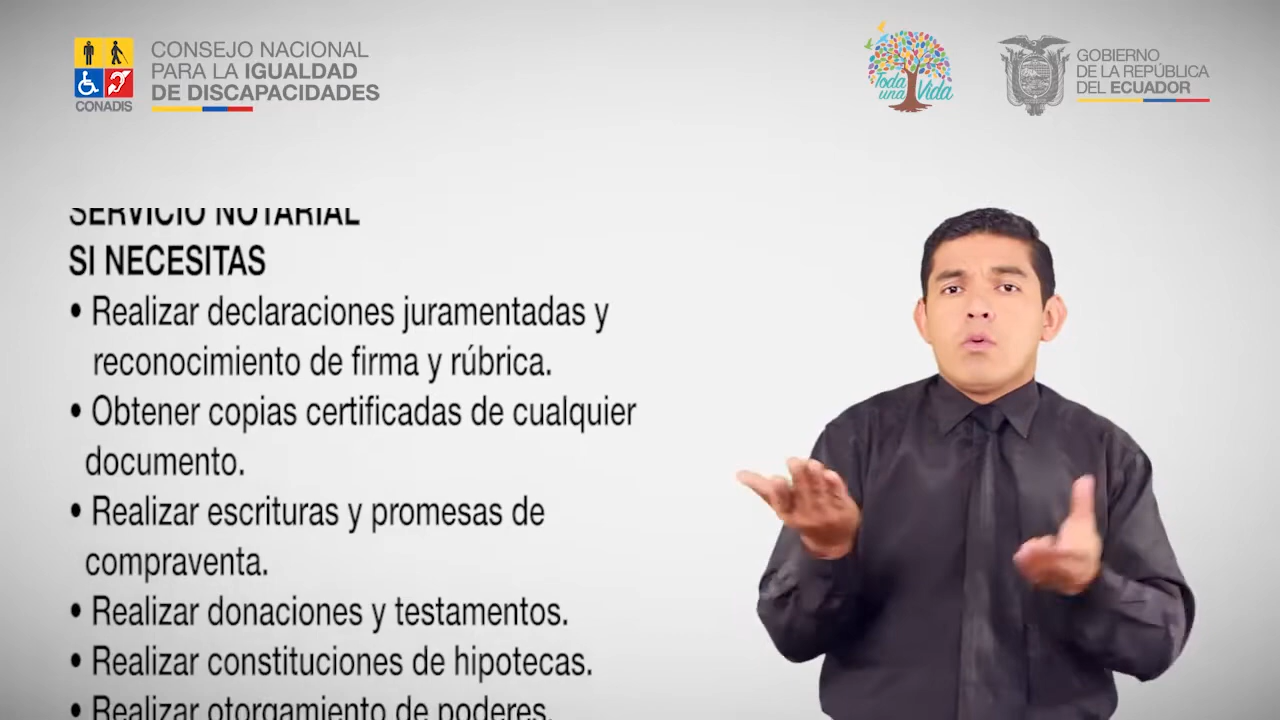 CONSEJO NACIONAL
PARA LA IGUALDAD
DE DISCAPACIDADES
CONADIS
Toda
una Vida
GOBIERNO
DE LA REPÚBLICA
DEL ECUADOR
SERVICIO NOTARIAL
SI NECESITAS
• Realizar declaraciones juramentadas y
reconocimiento de firma y rúbrica.
• Obtener copias certificadas de cualquier
documento.
• Realizar escrituras y promesas de
compraventa.
• Realizar donaciones y testamentos.
• Realizar constituciones de hipotecas.
• Realizar otorgamiento de poderes.